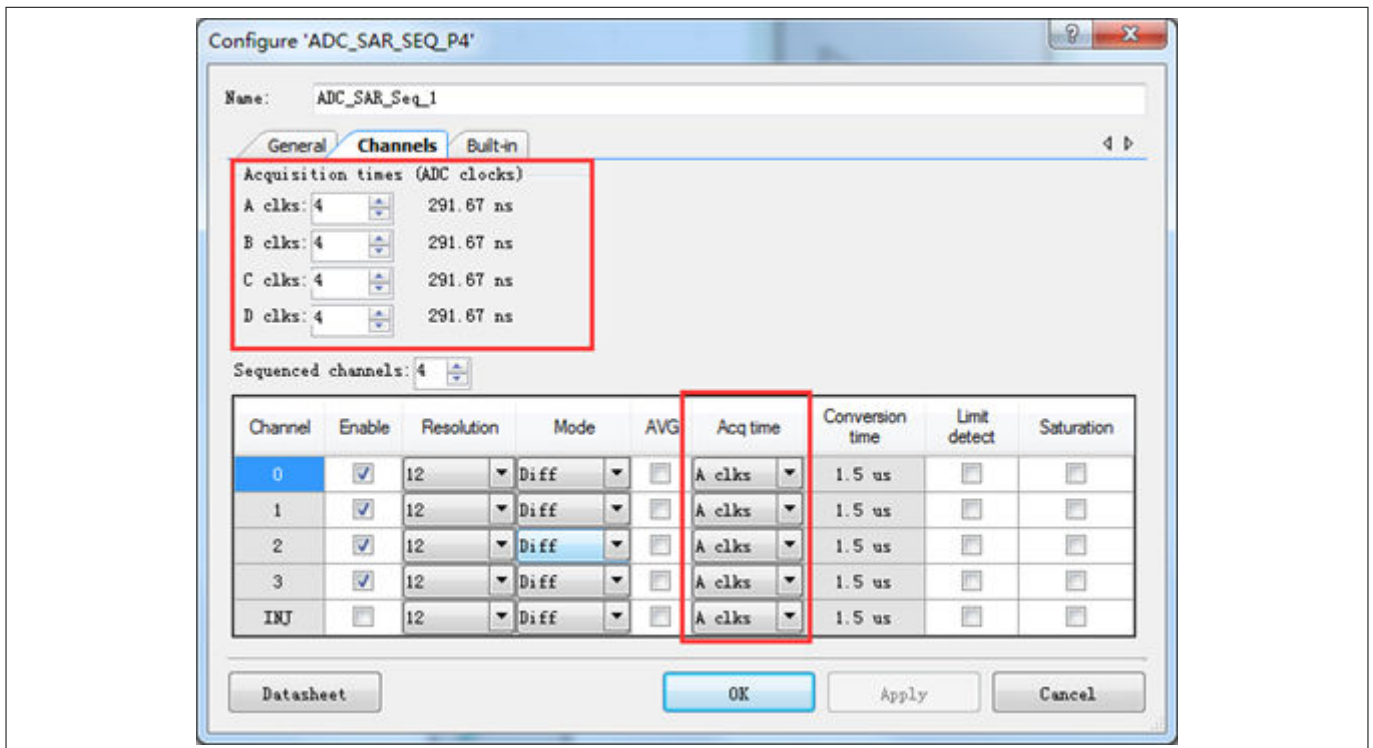 Configure 'ADC_SAR_SEQ_P4'
Name: ADC_SAR_Seq_1
General Channels Built-in
Acquisition times (ADC clocks)
A clks: 4 291.67 ns
B clks: 4 291.67 ns
C clks: 4 291.67 ns
D clks: 4 291.67 ns
Sequenced channels: 4
Channel Enable Resolution Mode AVG Acq time Conversion time Limit detect Saturation
0 12 Diff A clks 1.5 us
1 12 Diff A clks 1.5 us
2 12 Diff A clks 1.5 us
3 12 Diff A clks 1.5 us
INJ 12 Diff A clks 1.5 us
Datasheet OK Apply Cancel